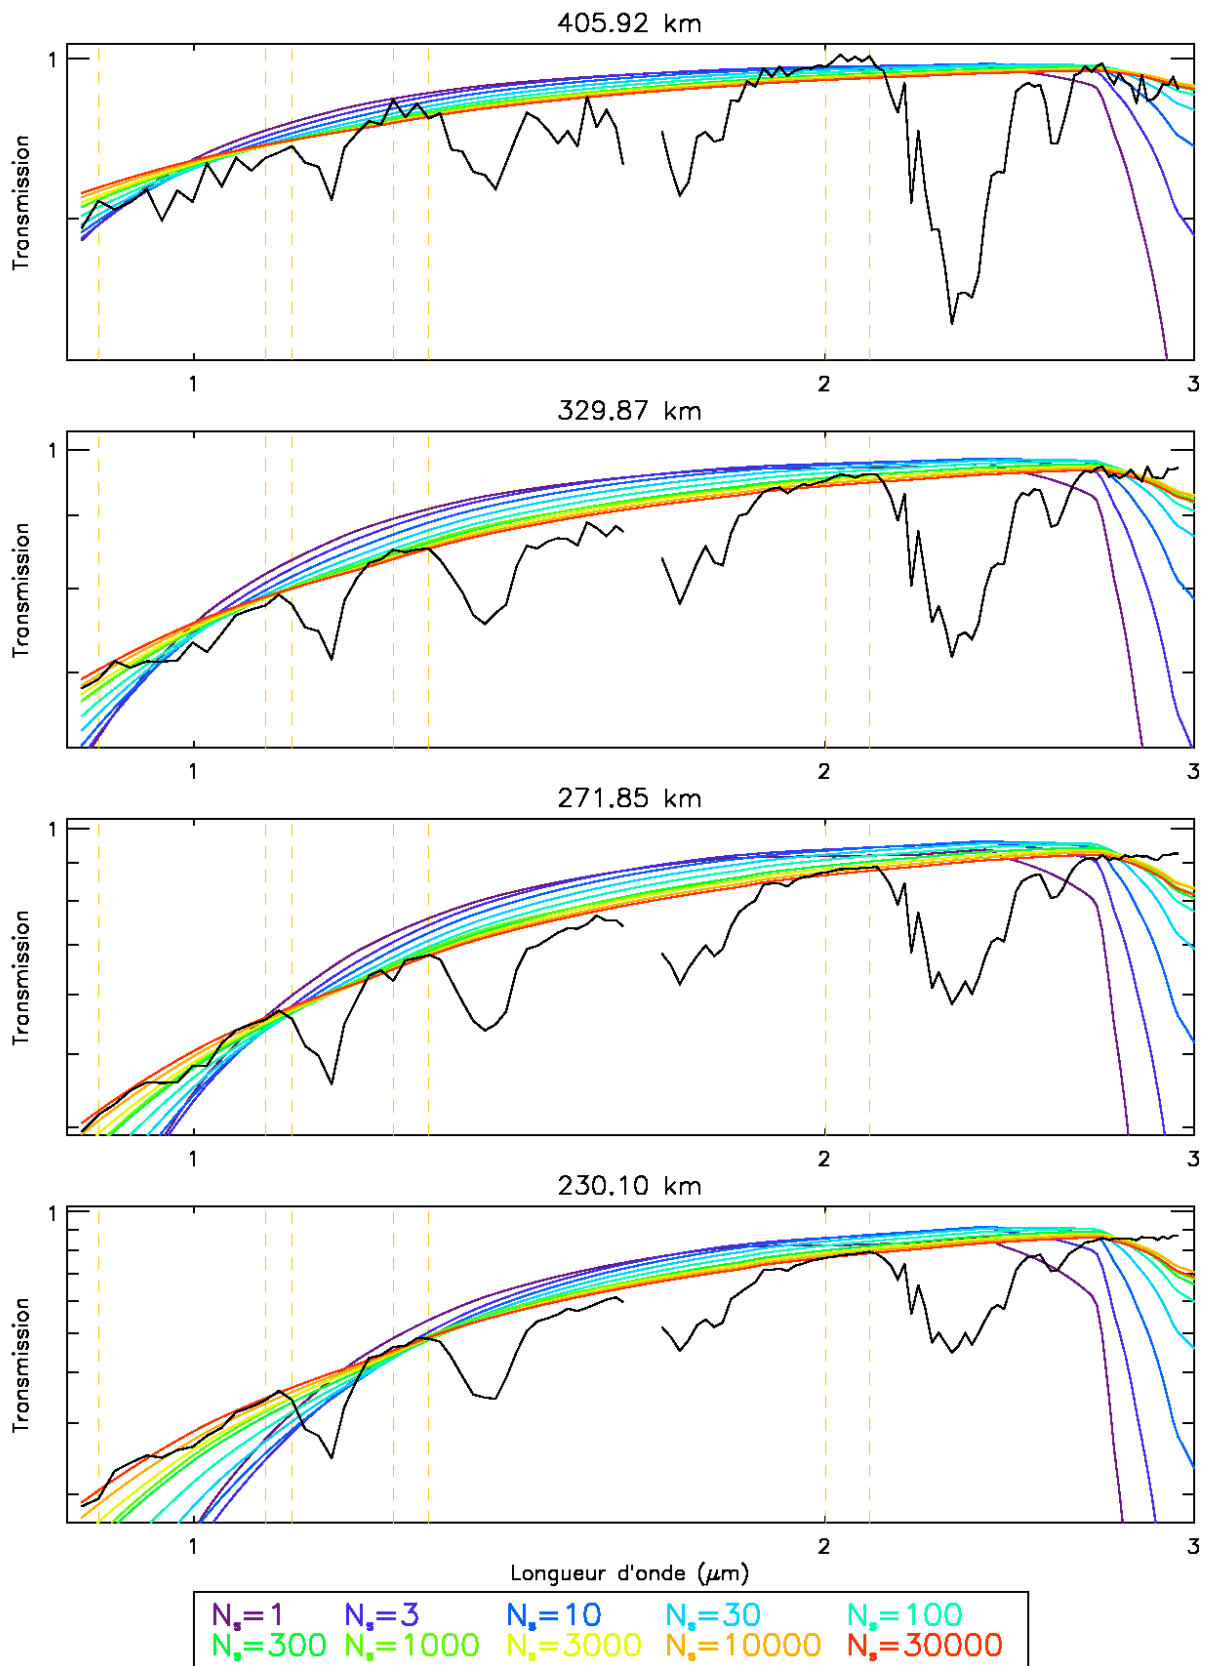 405.92 km
1
Transmission
1 2 3
329.87 km
1
Transmission
1 2 3
271.85 km
1
Transmission
1 2 3
230.10 km
1
Transmission
1 2 3
Longueur d'onde (μm)
Nₛ=1 Nₛ=3 Nₛ=10 Nₛ=30 Nₛ=100
Nₛ=300 Nₛ=1000 Nₛ=3000 Nₛ=10000 Nₛ=30000